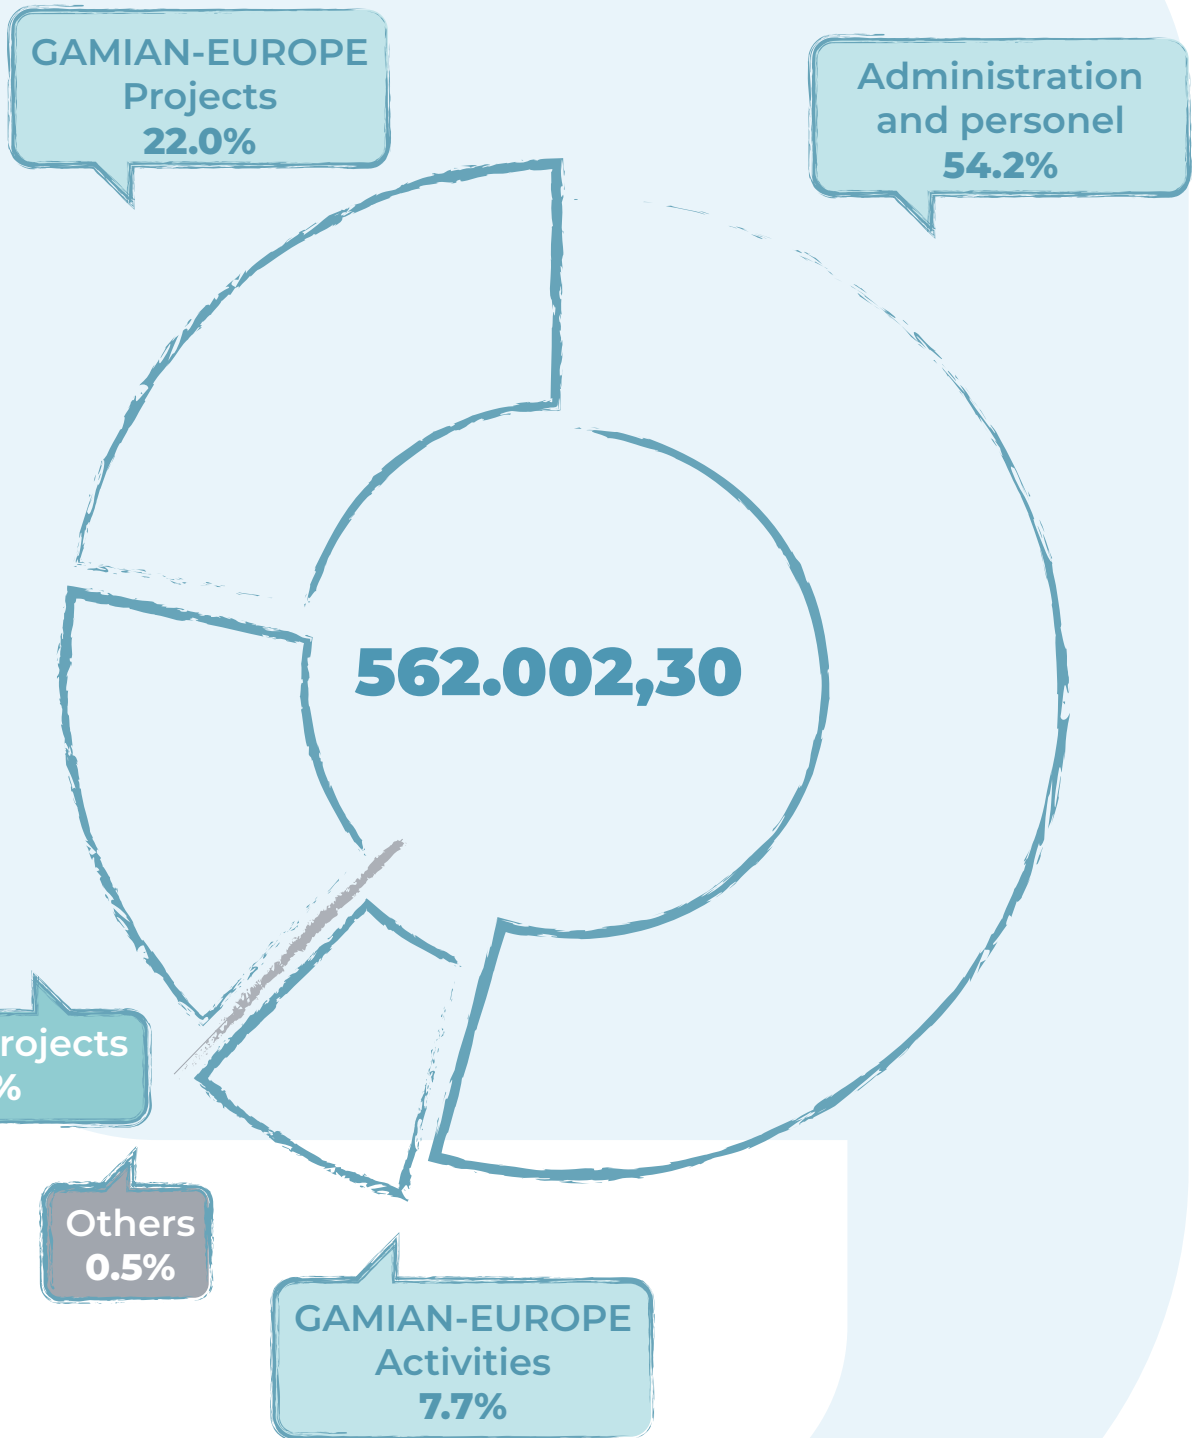 GAMIAN-EUROPE
Projects
22.0%
Administration
and personel
54.2%
562.002,30
rojects
%
Others
0.5%
GAMIAN-EUROPE
Activities
7.7%